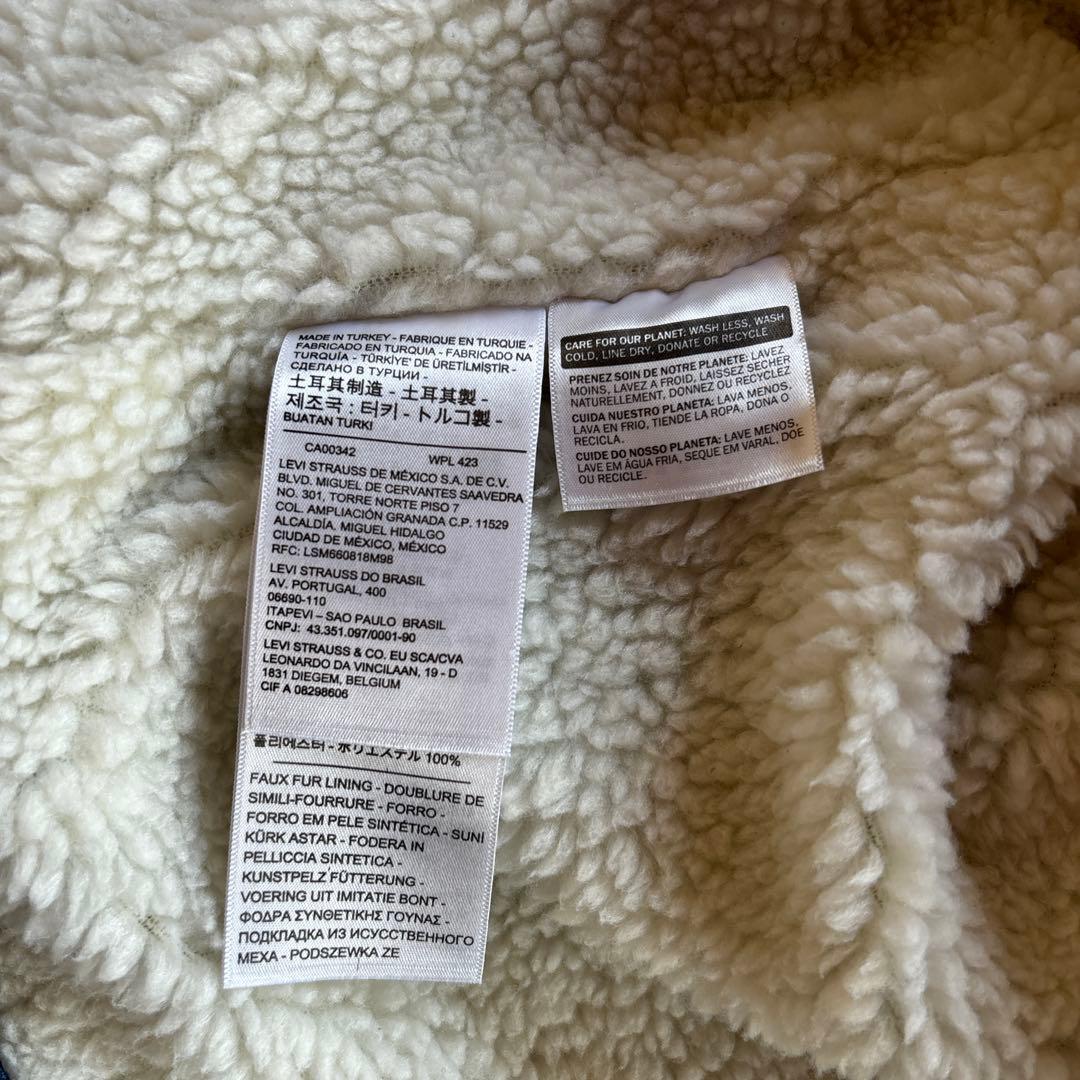 MADE IN TURKEY - FABRIQUE EN TURQUIE -
FABRICADO EN TURQUIA - FABRICADO NA
TURQUÍA - TÜRKİYE' DE ÜRETİLMİŞTİR -
СДЕЛАНО В ТУРЦИИ -
土耳其制造 - 土耳其製 -
제조국 : 터키 - トルコ製 -
BUATAN TURKI
CA00342 WPL 423
LEVI STRAUSS DE MÉXICO S.A. DE C.V.
BLVD. MIGUEL DE CERVANTES SAAVEDRA
NO. 301, TORRE NORTE PISO 7
COL. AMPLIACIÓN GRANADA C.P. 11529
ALCALDÍA. MIGUEL HIDALGO
CIUDAD DE MÉXICO, MÉXICO
RFC: LSM660818M98
LEVI STRAUSS DO BRASIL
AV. PORTUGAL, 400
06690-110
ITAPEVI – SAO PAULO BRASIL
CNPJ: 43.351.097/0001-90
LEVI STRAUSS & CO. EU SCA/CVA
LEONARDO DA VINCILAAN, 19 - D
1831 DIEGEM, BELGIUM
CIF A 08298606
폴리에스터 - ポリエステル 100%
FAUX FUR LINING - DOUBLURE DE
SIMILI-FOURRURE - FORRO -
FORRO EM PELE SINTÉTICA - SUNİ
KÜRK ASTAR - FODERA IN
PELLICCIA SINTETICA -
KUNSTPELZ FÜTTERUNG -
VOERING UIT IMITATIE BONT -
ΦΟΔΡΑ ΣΥΝΘΕΤΙΚΗΣ ΓΟΥΝΑΣ -
ПОДКЛАДКА ИЗ ИСУССТВЕННОГО
МЕХА - PODSZEWKA ZE
CARE FOR OUR PLANET: WASH LESS, WASH
COLD, LINE DRY, DONATE OR RECYCLE
PRENEZ SOIN DE NOTRE PLANETE: LAVEZ
MOINS, LAVEZ A FROID, LAISSEZ SECHER
NATURELLEMENT, DONNEZ OU RECYCLEZ
CUIDA NUESTRO PLANETA: LAVA MENOS,
LAVA EN FRIO, TIENDE LA ROPA, DONA O
RECICLA.
CUIDE DO NOSSO PLANETA: LAVE MENOS,
LAVE EM ÀGUA FRIA, SEQUE EM VARAL, DOE
OU RECICLE.